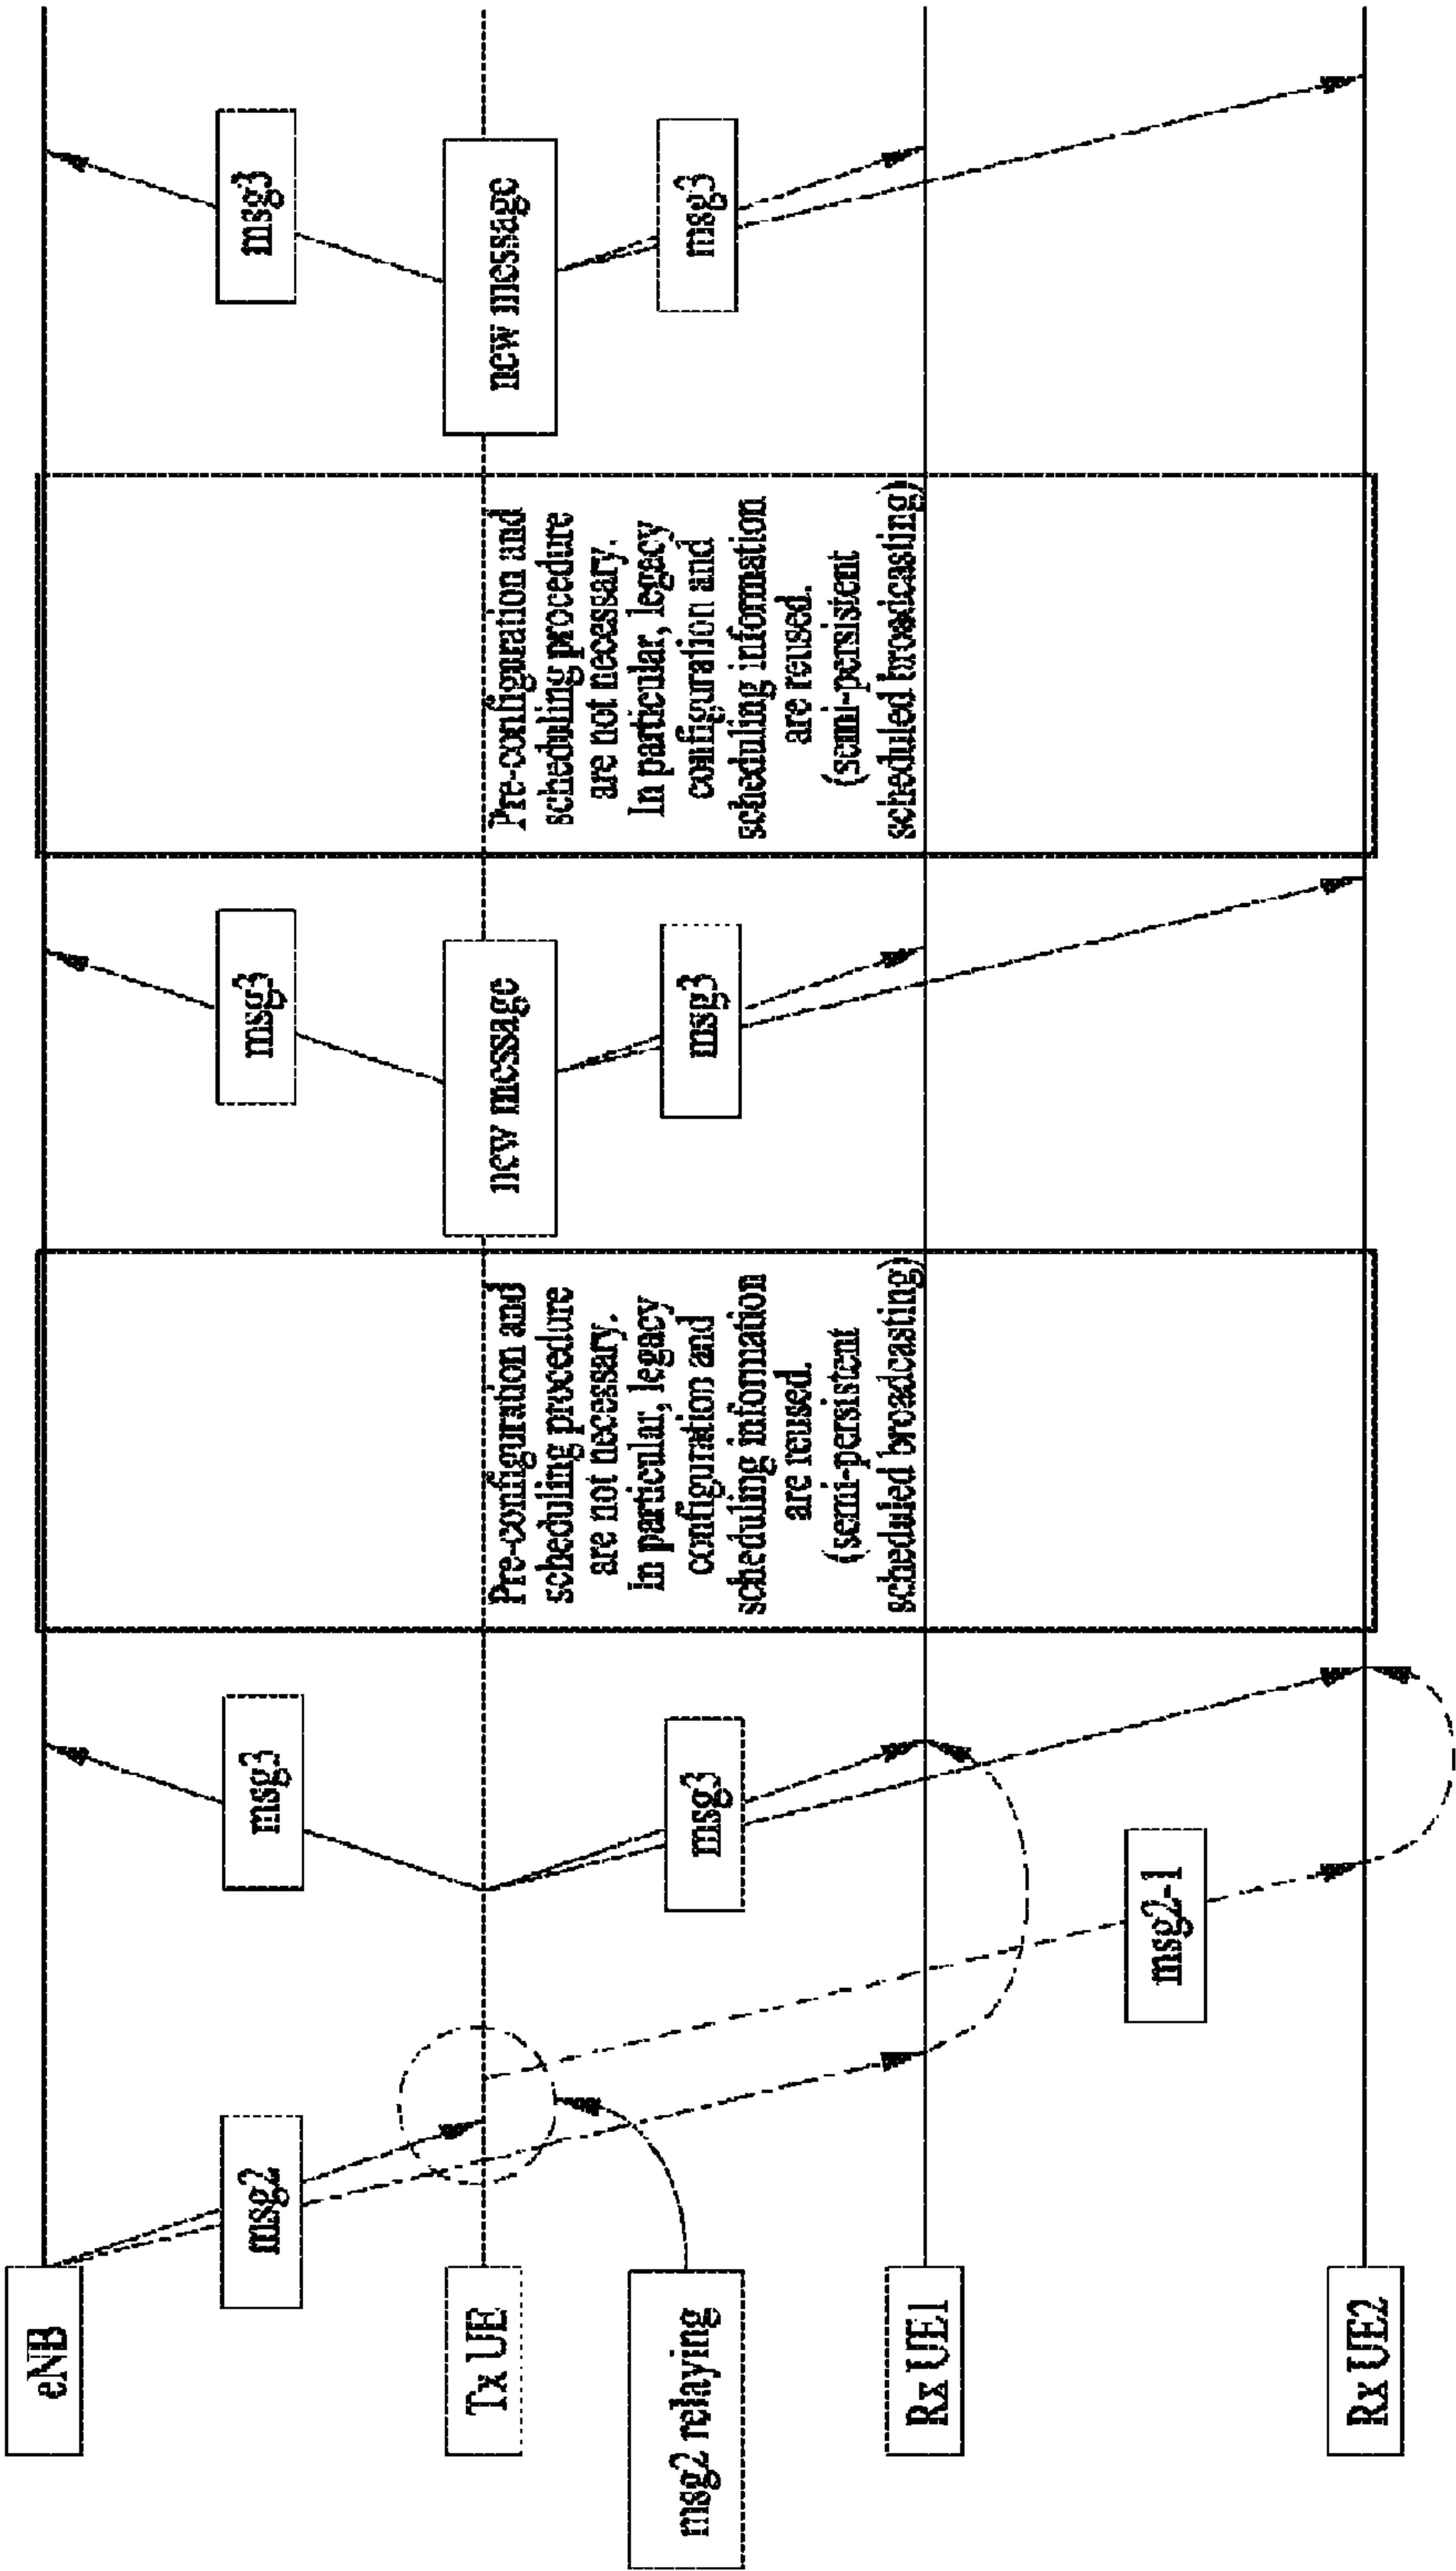 eNB
msg2
msg3
msg3
msg3
Tx UE
new message
new message
msg2 relaying
msg3
msg3
msg3
Pre-configuration and
scheduling procedure
are not necessary.
In particular, legacy
configuration and
scheduling information
are reused.
(semi-persistent
scheduled broadcasting)
Pre-configuration and
scheduling procedure
are not necessary.
In particular, legacy
configuration and
scheduling information
are reused.
(semi-persistent
scheduled broadcasting)
Rx UE1
msg2-1
Rx UE2